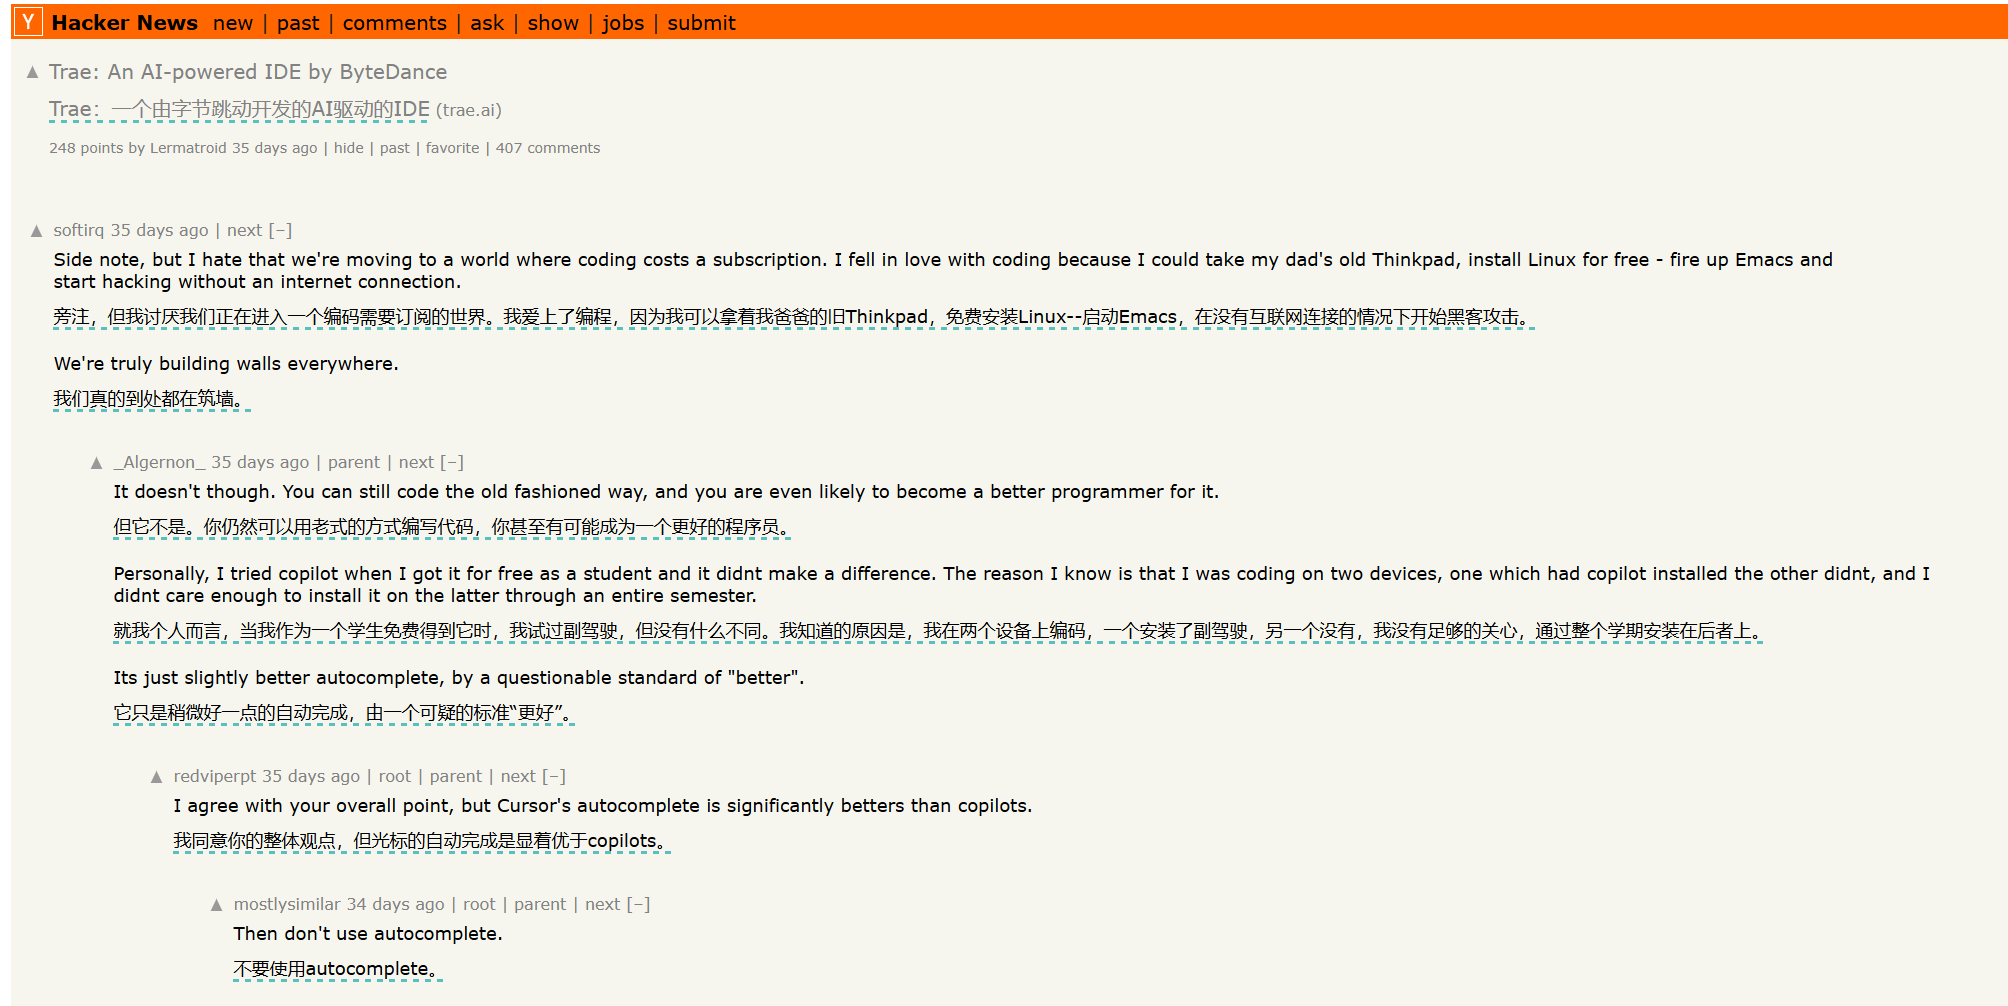 Y Hacker News new | past | comments | ask | show | jobs | submit
▲ Trae: An AI-powered IDE by ByteDance
Trae：一个由字节跳动开发的AI驱动的IDE (trae.ai)
248 points by Lermatroid 35 days ago | hide | past | favorite | 407 comments
▲ softirq 35 days ago | next [–]
Side note, but I hate that we're moving to a world where coding costs a subscription. I fell in love with coding because I could take my dad's old Thinkpad, install Linux for free - fire up Emacs and
start hacking without an internet connection.
旁注，但我讨厌我们正在进入一个编码需要订阅的世界。我爱上了编程，因为我可以拿着我爸爸的旧Thinkpad，免费安装Linux--启动Emacs，在没有互联网连接的情况下开始黑客攻击。
We're truly building walls everywhere.
我们真的到处都在筑墙。
▲ _Algernon_ 35 days ago | parent | next [–]
It doesn't though. You can still code the old fashioned way, and you are even likely to become a better programmer for it.
但它不是。你仍然可以用老式的方式编写代码，你甚至有可能成为一个更好的程序员。
Personally, I tried copilot when I got it for free as a student and it didnt make a difference. The reason I know is that I was coding on two devices, one which had copilot installed the other didnt, and I
didnt care enough to install it on the latter through an entire semester.
就我个人而言，当我作为一个学生免费得到它时，我试过副驾驶，但没有什么不同。我知道的原因是，我在两个设备上编码，一个安装了副驾驶，另一个没有，我没有足够的关心，通过整个学期安装在后者上。
Its just slightly better autocomplete, by a questionable standard of "better".
它只是稍微好一点的自动完成，由一个可疑的标准“更好”。
▲ redviperpt 35 days ago | root | parent | next [–]
I agree with your overall point, but Cursor's autocomplete is significantly betters than copilots.
我同意你的整体观点，但光标的自动完成是显着优于copilots。
▲ mostlysimilar 34 days ago | root | parent | next [–]
Then don't use autocomplete.
不要使用autocomplete。